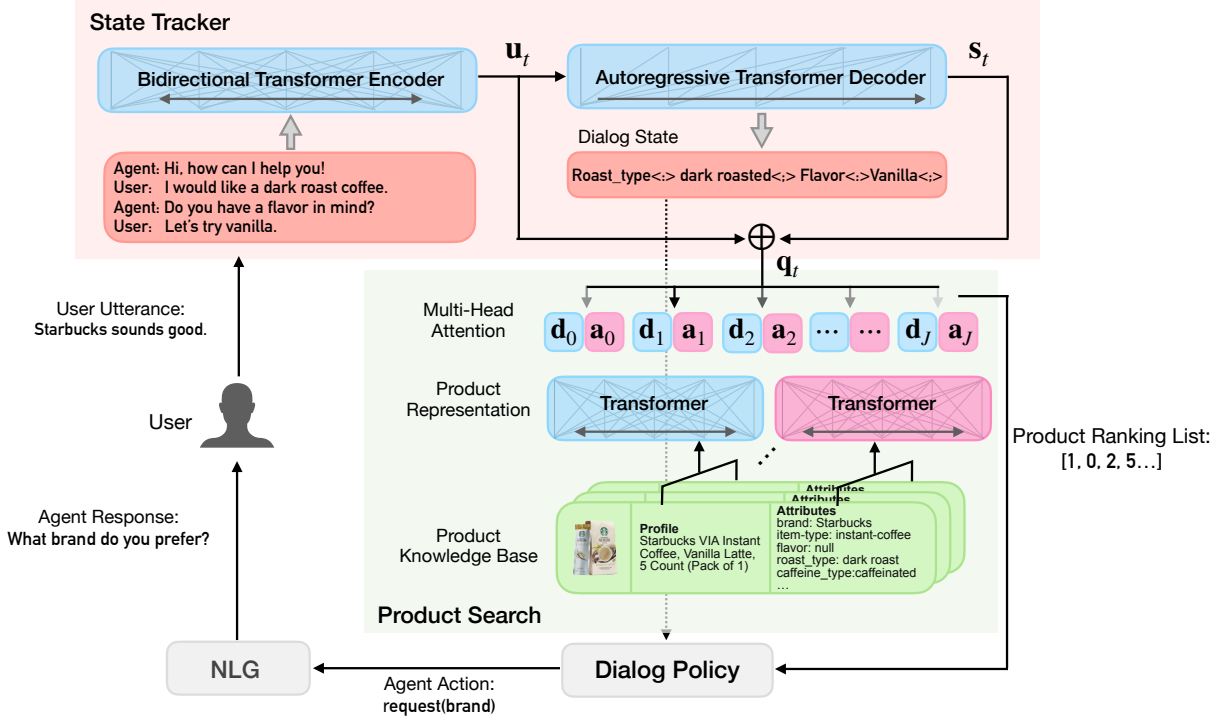 State Tracker
Bidirectional Transformer Encoder
u_t
Autoregressive Transformer Decoder
s_t
Dialog State
Agent: Hi, how can I help you!
User: I would like a dark roast coffee.
Agent: Do you have a flavor in mind?
User: Let's try vanilla.
Roast_type<:> dark roasted<;> Flavor<:>Vanilla<;>
q_t
User Utterance:
Starbucks sounds good.
Multi-Head
Attention
d_0 a_0 d_1 a_1 d_2 a_2 ... ... d_J a_J
Product
Representation
Transformer
Transformer
User
Product Ranking List:
[1, 0, 2, 5...]
Agent Response:
What brand do you prefer?
Product
Knowledge Base
Attributes
Attributes
Profile
Starbucks VIA Instant
Coffee, Vanilla Latte,
5 Count (Pack of 1)
Attributes
brand: Starbucks
item-type: instant-coffee
flavor: null
roast_type: dark roast
caffeine_type:caffeinated
...
Product Search
NLG
Dialog Policy
Agent Action:
request(brand)